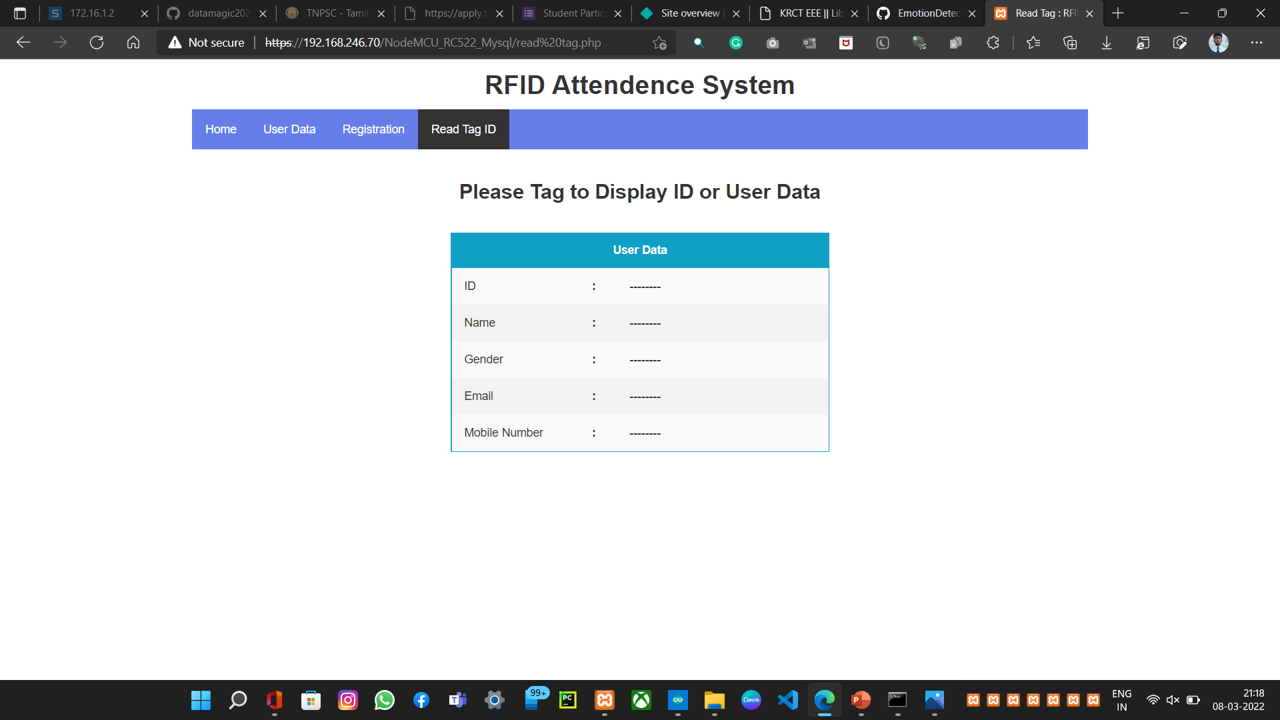 172.16.1.2
datamagic202
TNPSC - Tamil
https://apply.
Student Partic
Site overview
KRCT EEE || Lib
EmotionDetec
Read Tag : RFI
Not secure
https://192.168.246.70/NodeMCU_RC522_Mysql/read%20tag.php
RFID Attendence System
Home User Data Registration Read Tag ID
Please Tag to Display ID or User Data
User Data
ID : --------
Name : --------
Gender : --------
Email : --------
Mobile Number : --------
99+
ENG
IN
21:18
08-03-2022